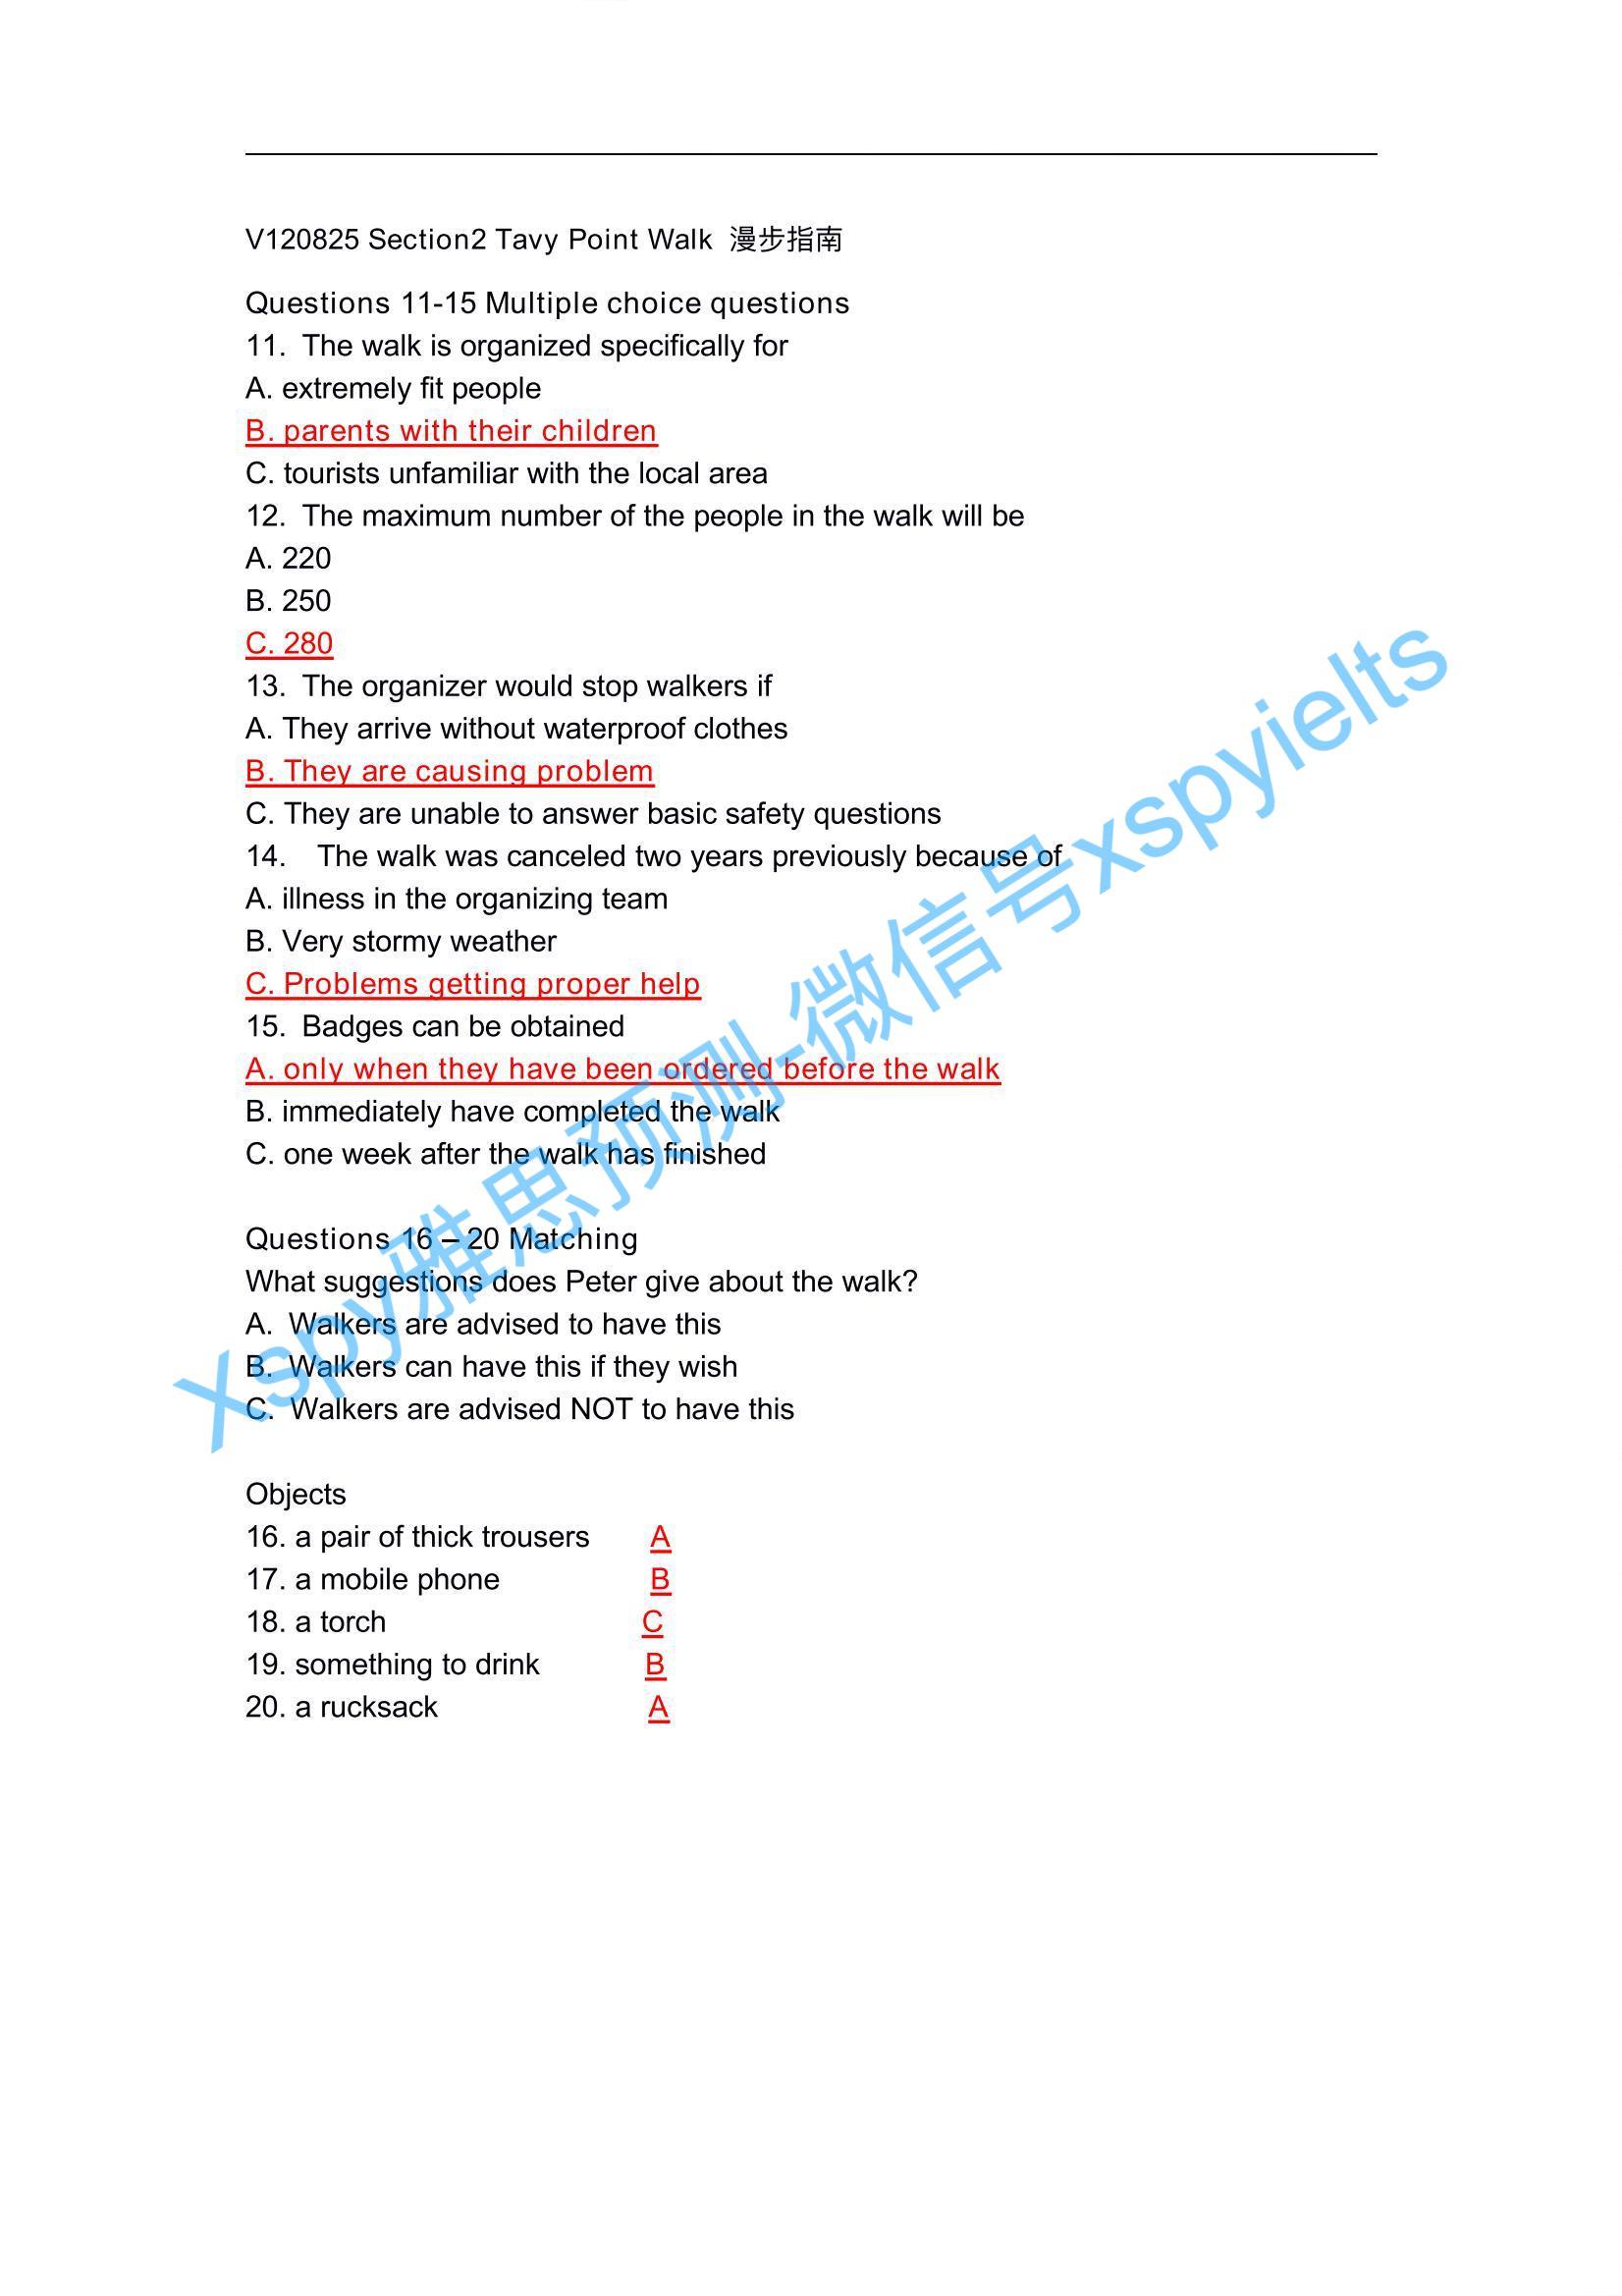 V120825 Section2 Tavy Point Walk 漫步指南
Questions 11-15 Multiple choice questions
11. The walk is organized specifically for
A. extremely fit people
B. parents with their children
C. tourists unfamiliar with the local area
12. The maximum number of the people in the walk will be
A. 220
B. 250
C. 280
13. The organizer would stop walkers if
A. They arrive without waterproof clothes
B. They are causing problem
C. They are unable to answer basic safety questions
14. The walk was canceled two years previously because of
A. illness in the organizing team
B. Very stormy weather
C. Problems getting proper help
15. Badges can be obtained
A. only when they have been ordered before the walk
B. immediately have completed the walk
C. one week after the walk has finished
Questions 16 – 20 Matching
What suggestions does Peter give about the walk?
A. Walkers are advised to have this
B. Walkers can have this if they wish
C. Walkers are advised NOT to have this
Objects
16. a pair of thick trousers A
17. a mobile phone B
18. a torch C
19. something to drink B
20. a rucksack A
xspy雅思预测-微信号xspyielts